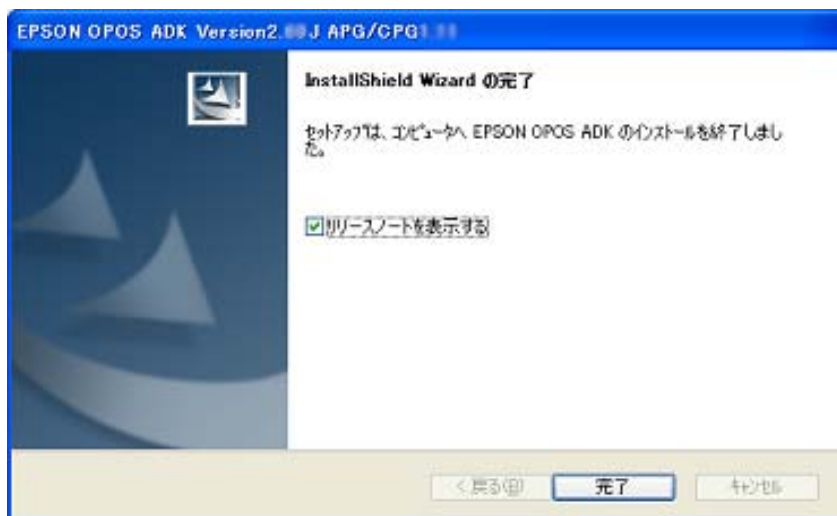 EPSON OPOS ADK Version2. J APG/CPG
InstallShield Wizard の完了
セットアップは、コンピュータへ EPSON OPOS ADK のインストールを終了しまし
た。
リリースノートを表示する
< 戻る(B)
完了
キャンセル